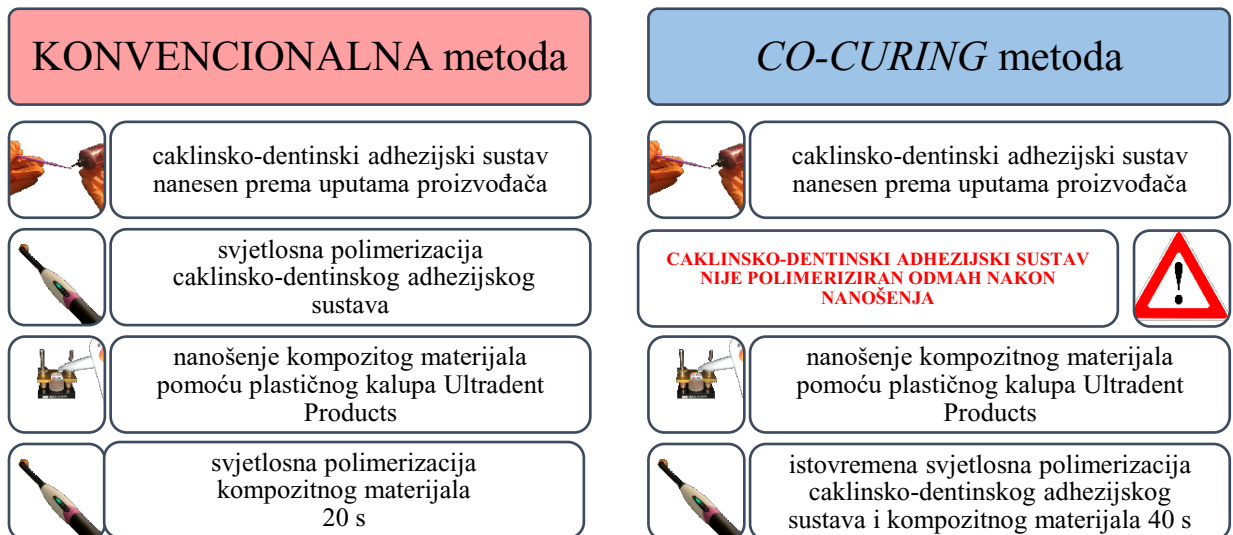 KONVENCIONALNA metoda
caklinsko-dentinski adhezijski sustav
nanesen prema uputama proizvođača
svjetlosna polimerizacija
caklinsko-dentinskog adhezijskog
sustava
nanošenje kompozitog materijala
pomoću plastičnog kalupa Ultradent
Products
svjetlosna polimerizacija
kompozitnog materijala
20 s
CO-CURING metoda
caklinsko-dentinski adhezijski sustav
nanesen prema uputama proizvođača
CAKLINSKO-DENTINSKI ADHEZIJSKI SUSTAV
NIJE POLIMERIZIRAN ODMAH NAKON
NANOŠENJA
nanošenje kompozitnog materijala
pomoću plastičnog kalupa Ultradent
Products
istovremena svjetlosna polimerizacija
caklinsko-dentinskog adhezijskog
sustava i kompozitnog materijala 40 s